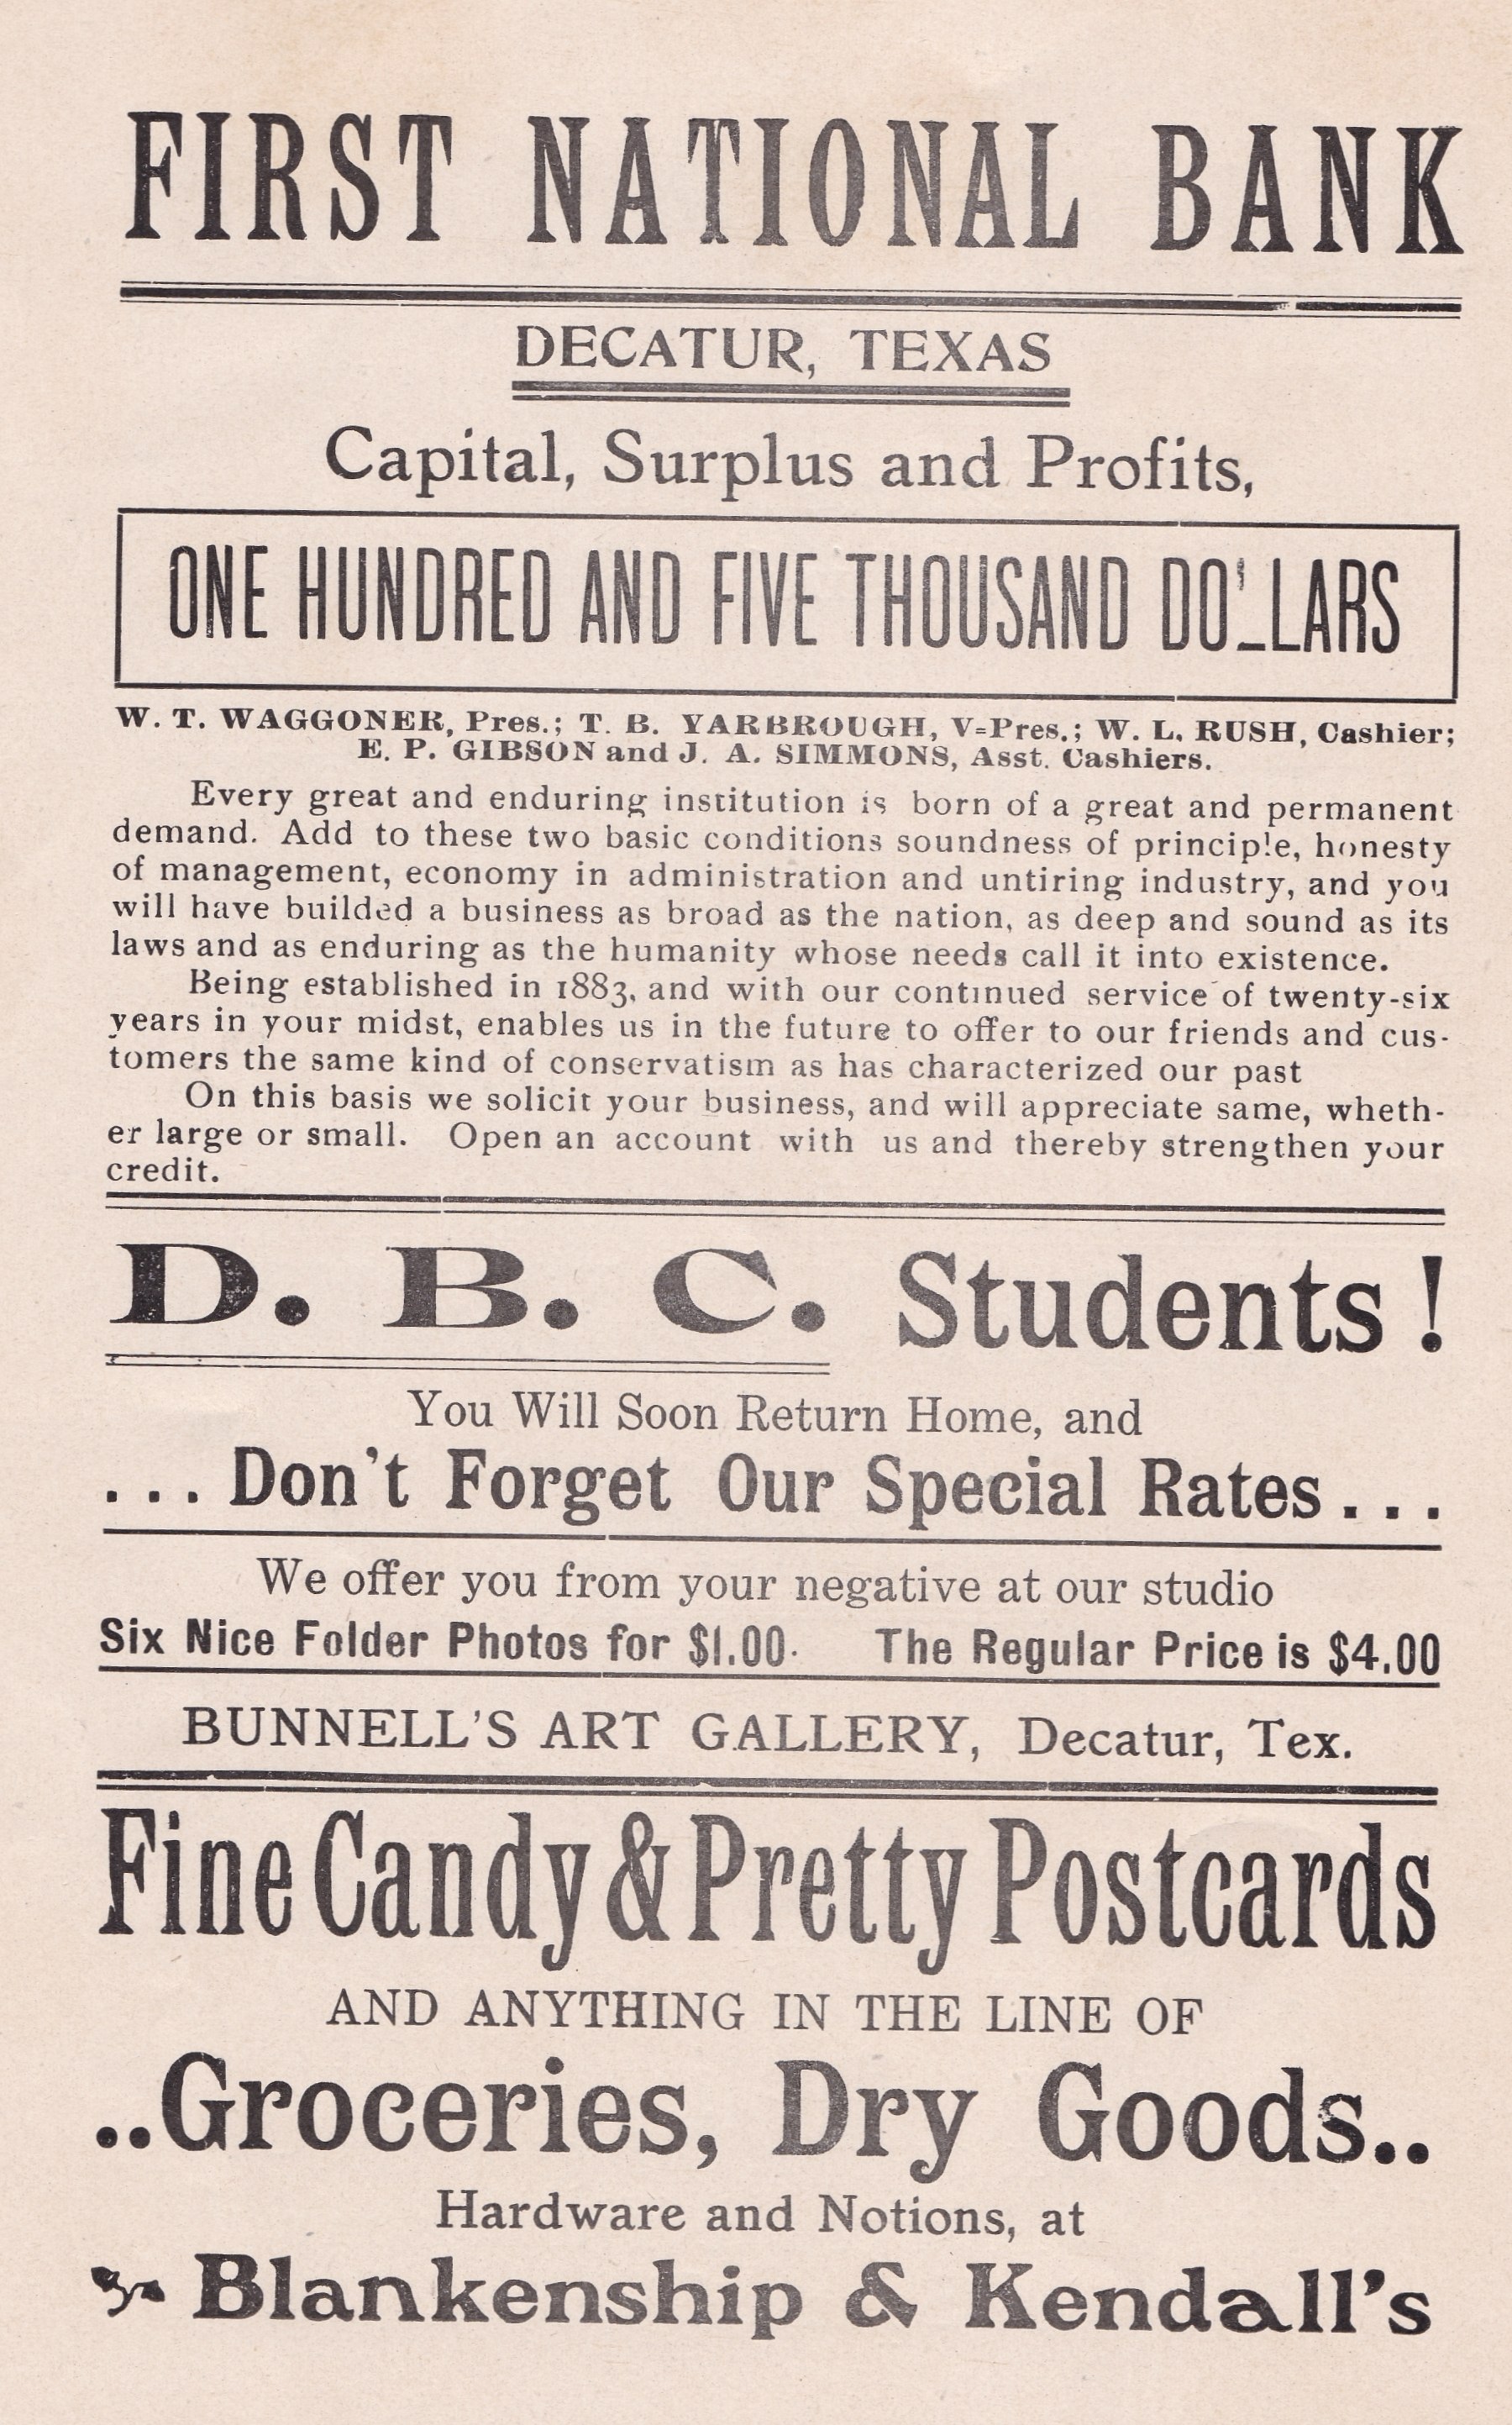 FIRST NATIONAL BANK
DECATUR, TEXAS
Capital, Surplus and Profits,
ONE HUNDRED AND FIVE THOUSAND DOLLARS
W. T. WAGGONER, Pres.; T. B. YARBROUGH, V=Pres.; W. L. RUSH, Cashier;
E. P. GIBSON and J. A. SIMMONS, Asst. Cashiers.
Every great and enduring institution is born of a great and permanent
demand. Add to these two basic conditions soundness of principle, honesty
of management, economy in administration and untiring industry, and you
will have builded a business as broad as the nation, as deep and sound as its
laws and as enduring as the humanity whose needs call it into existence.
Being established in 1883, and with our continued service of twenty-six
years in your midst, enables us in the future to offer to our friends and cus-
tomers the same kind of conservatism as has characterized our past
On this basis we solicit your business, and will appreciate same, wheth-
er large or small. Open an account with us and thereby strengthen your
credit.
D. B. C. Students!
You Will Soon Return Home, and
...Don't Forget Our Special Rates...
We offer you from your negative at our studio
Six Nice Folder Photos for $1.00. The Regular Price is $4.00
BUNNELL'S ART GALLERY, Decatur, Tex.
Fine Candy & Pretty Postcards
AND ANYTHING IN THE LINE OF
..Groceries, Dry Goods..
Hardware and Notions, at
Blankenship & Kendall's